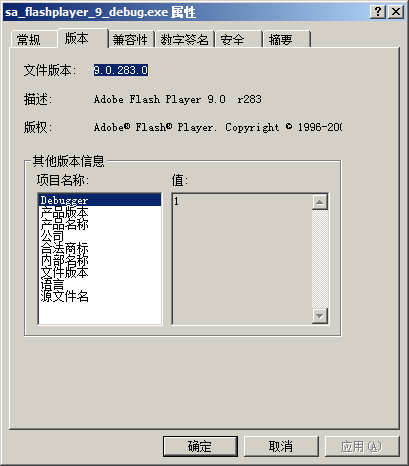 sa_flashplayer_9_debug.exe 属性
常规 版本 兼容性 数字签名 安全 摘要
文件版本: 9.0.283.0
描述: Adobe Flash Player 9.0 r283
版权: Adobe® Flash® Player. Copyright © 1996-200
其他版本信息
项目名称: 值:
Debugger 1
产品版本
产品名称
公司
合法商标
内部名称
文件版本
语言
源文件名
确定 取消 应用(A)